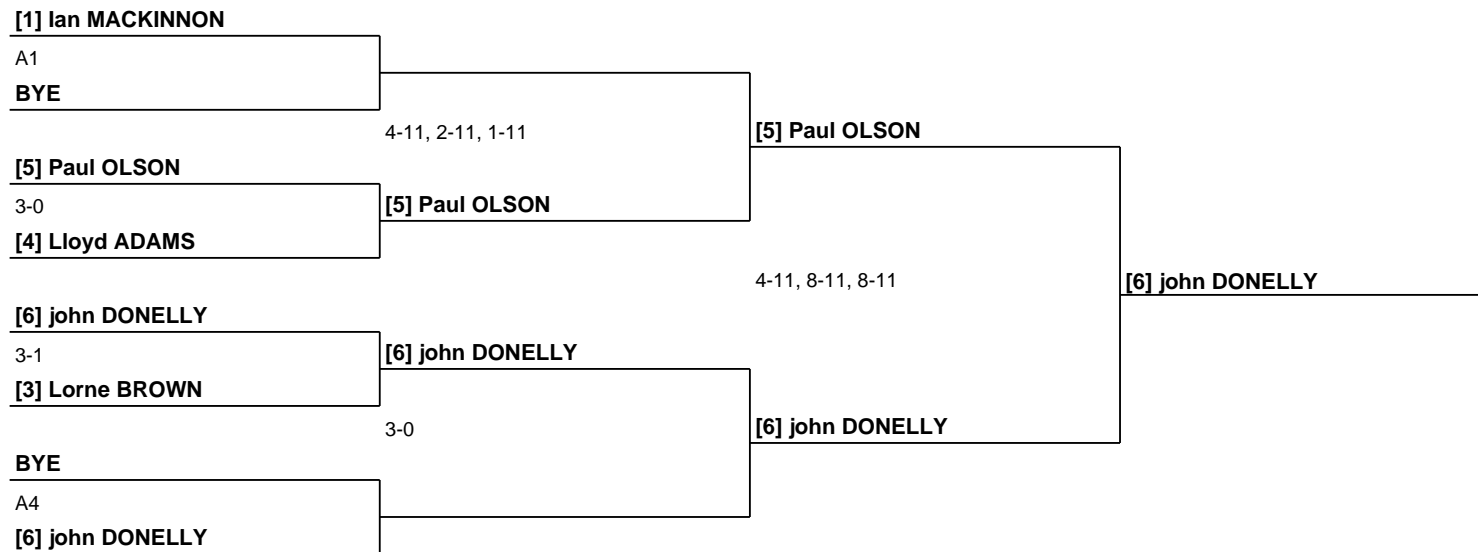 [1] Ian MACKINNON
A1
BYE
4-11, 2-11, 1-11
[5] Paul OLSON
[5] Paul OLSON
3-0
[5] Paul OLSON
[4] Lloyd ADAMS
4-11, 8-11, 8-11
[6] john DONELLY
[6] john DONELLY
3-1
[6] john DONELLY
[3] Lorne BROWN
3-0
[6] john DONELLY
BYE
A4
[6] john DONELLY